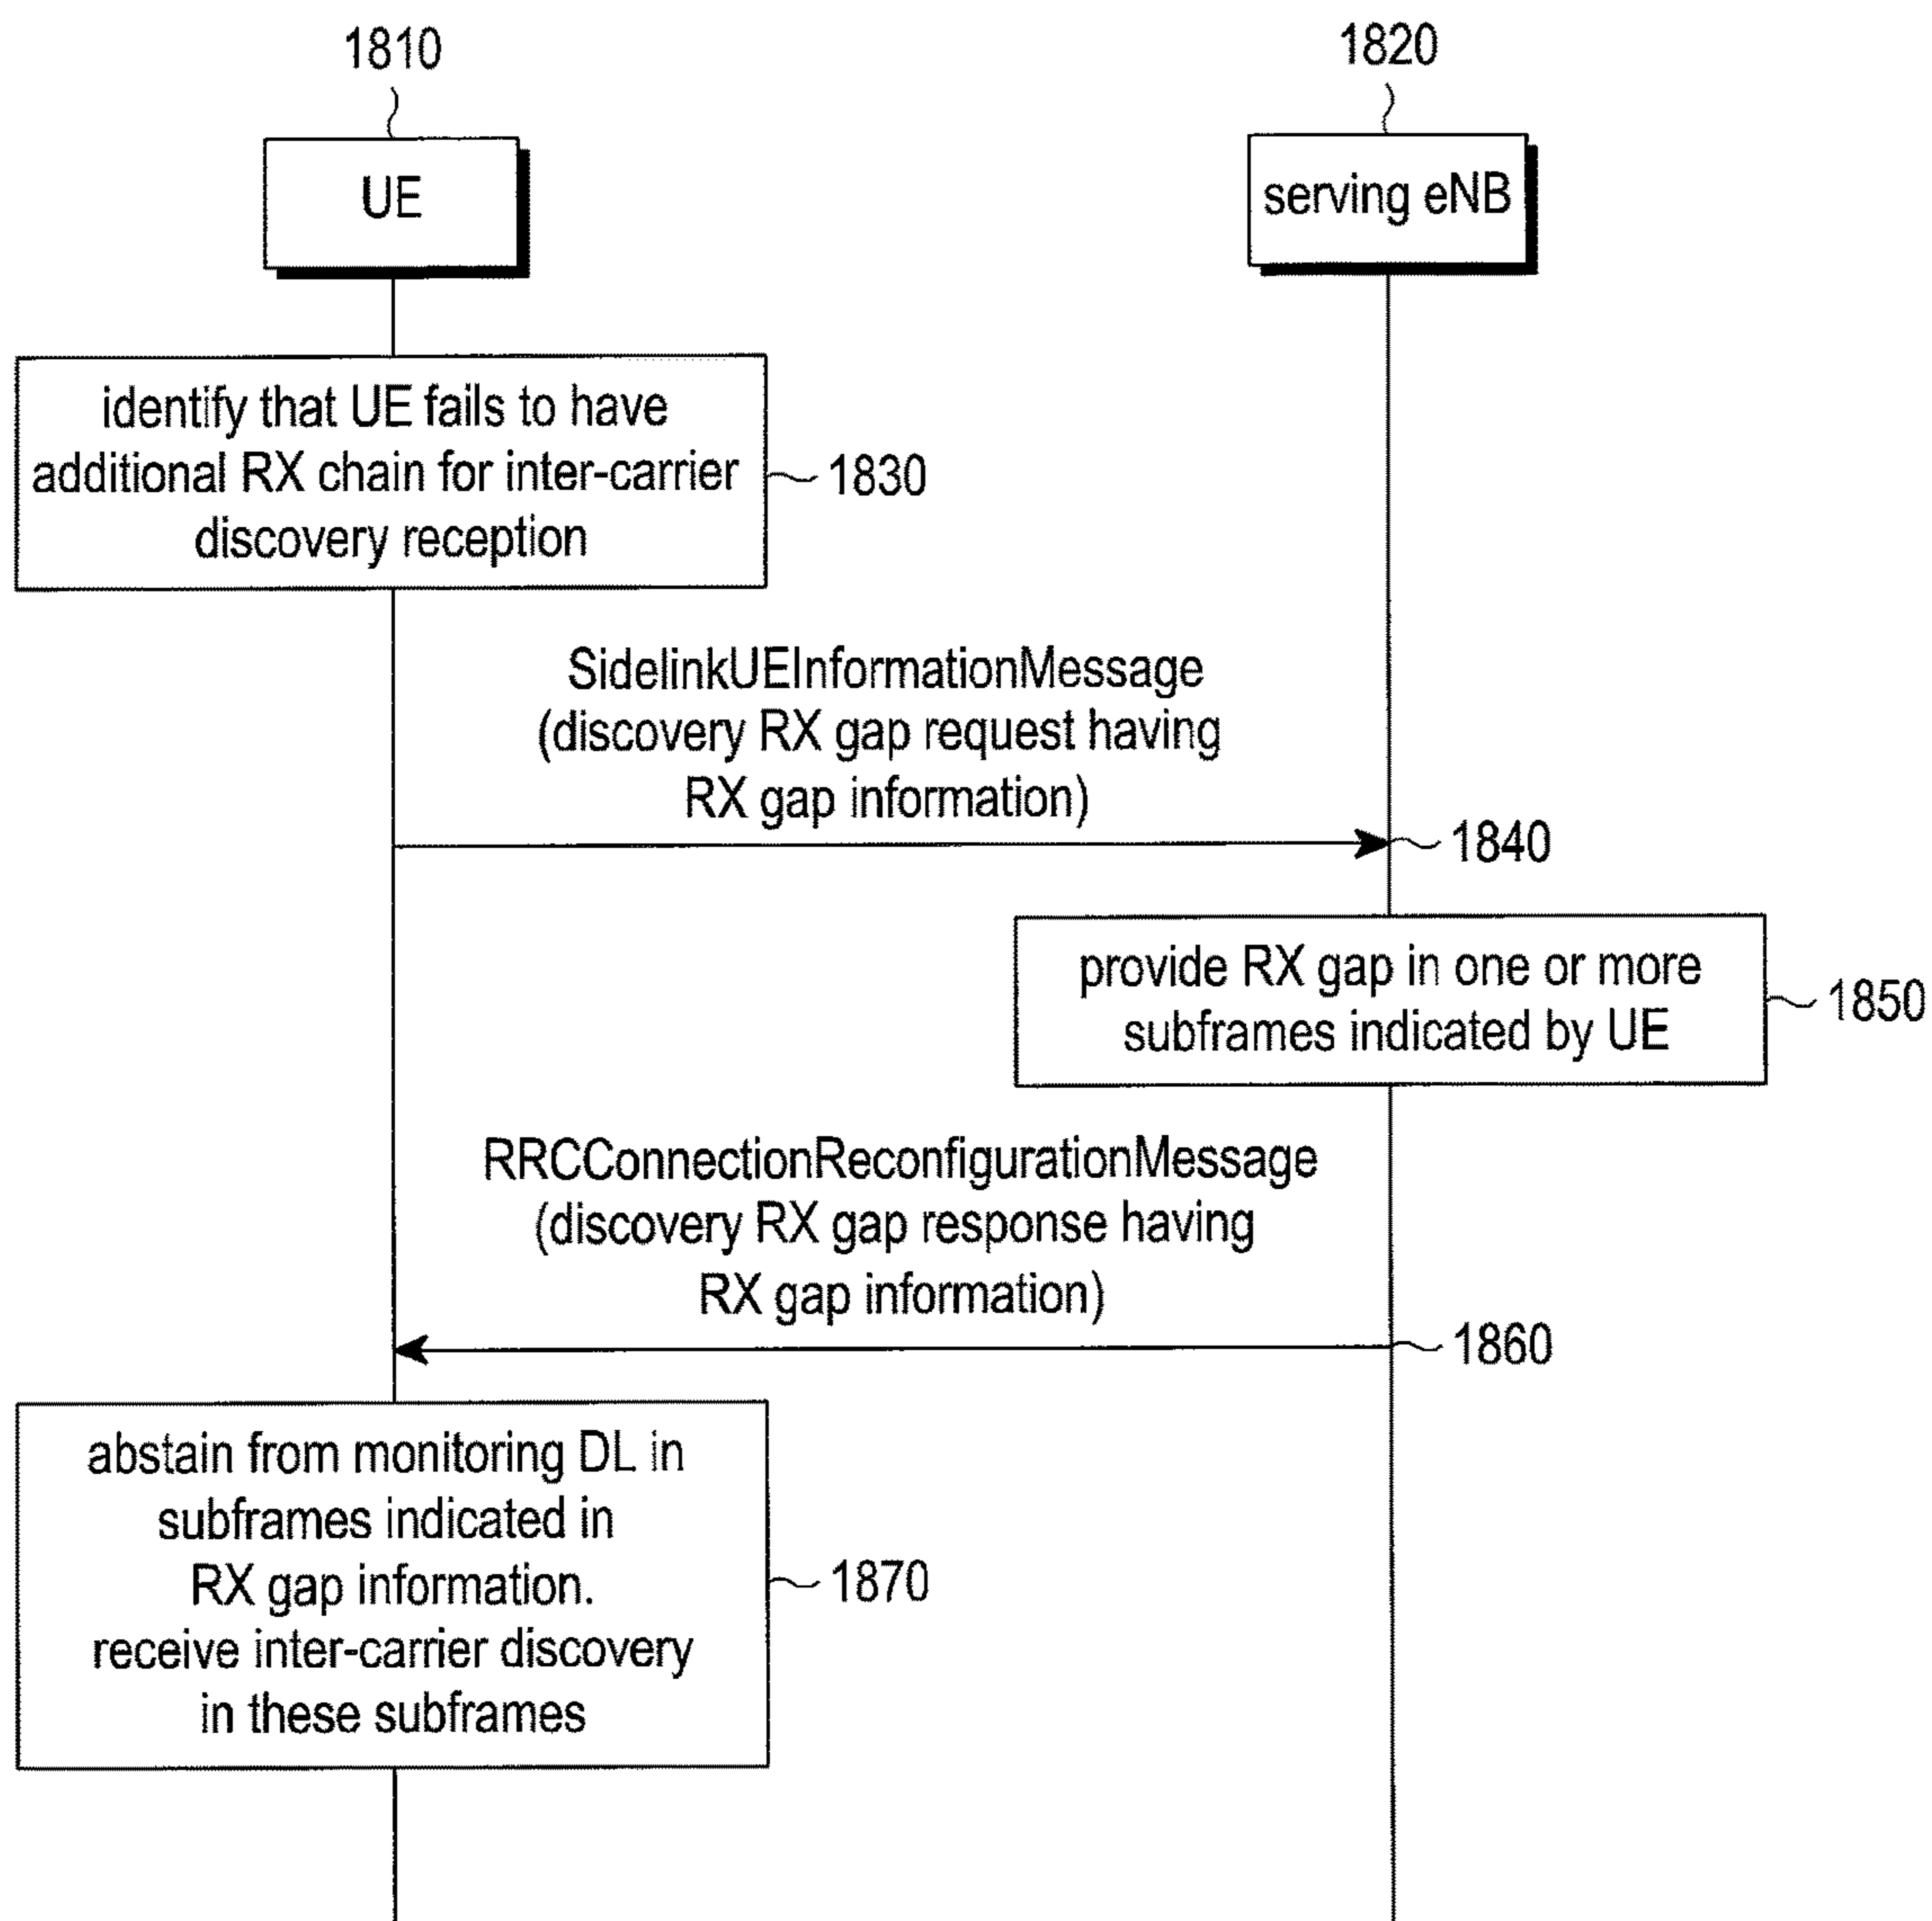 1810
1820
UE
serving eNB
identify that UE fails to have
additional RX chain for inter-carrier
discovery reception
1830
SidelinkUEInformationMessage
(discovery RX gap request having
RX gap information)
1840
provide RX gap in one or more
subframes indicated by UE
1850
RRCConnectionReconfigurationMessage
(discovery RX gap response having
RX gap information)
1860
abstain from monitoring DL in
subframes indicated in
RX gap information.
receive inter-carrier discovery
in these subframes
1870